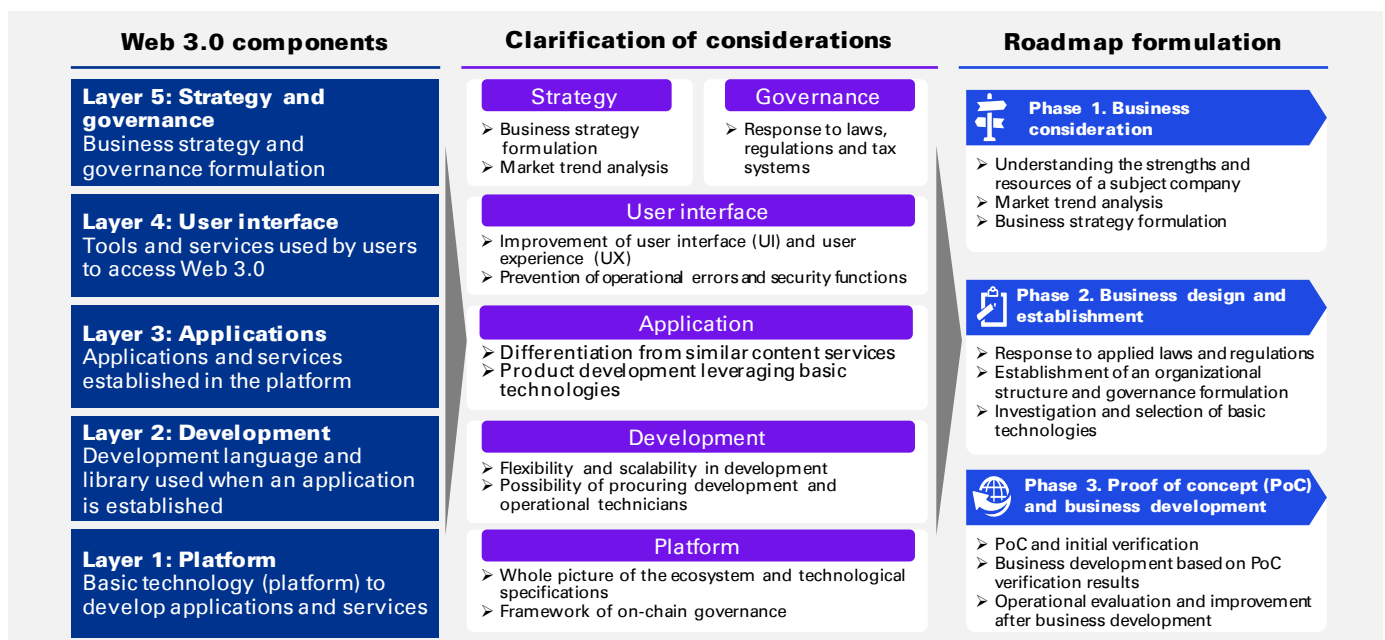 Web 3.0 components
Layer 5: Strategy and
governance
Business strategy and
governance formulation
Layer 4: User interface
Tools and services used by users
to access Web 3.0
Layer 3: Applications
Applications and services
established in the platform
Layer 2: Development
Development language and
library used when an application
is established
Layer 1: Platform
Basic technology (platform) to
develop applications and services
Clarification of considerations
Strategy
➢ Business strategy
formulation
➢ Market trend analysis
Governance
➢ Response to laws,
regulations and tax
systems
User interface
➢ Improvement of user interface (UI) and user
experience (UX)
➢ Prevention of operational errors and security functions
Application
➢ Differentiation from similar content services
➢ Product development leveraging basic
technologies
Development
➢ Flexibility and scalability in development
➢ Possibility of procuring development and
operational technicians
Platform
➢ Whole picture of the ecosystem and technological
specifications
➢ Framework of on-chain governance
Roadmap formulation
Phase 1. Business
consideration
➢ Understanding the strengths and
resources of a subject company
➢ Market trend analysis
➢ Business strategy formulation
Phase 2. Business design and
establishment
➢ Response to applied laws and regulations
➢ Establishment of an organizational
structure and governance formulation
➢ Investigation and selection of basic
technologies
Phase 3. Proof of concept (PoC)
and business development
➢ PoC and initial verification
➢ Business development based on PoC
verification results
➢ Operational evaluation and improvement
after business development